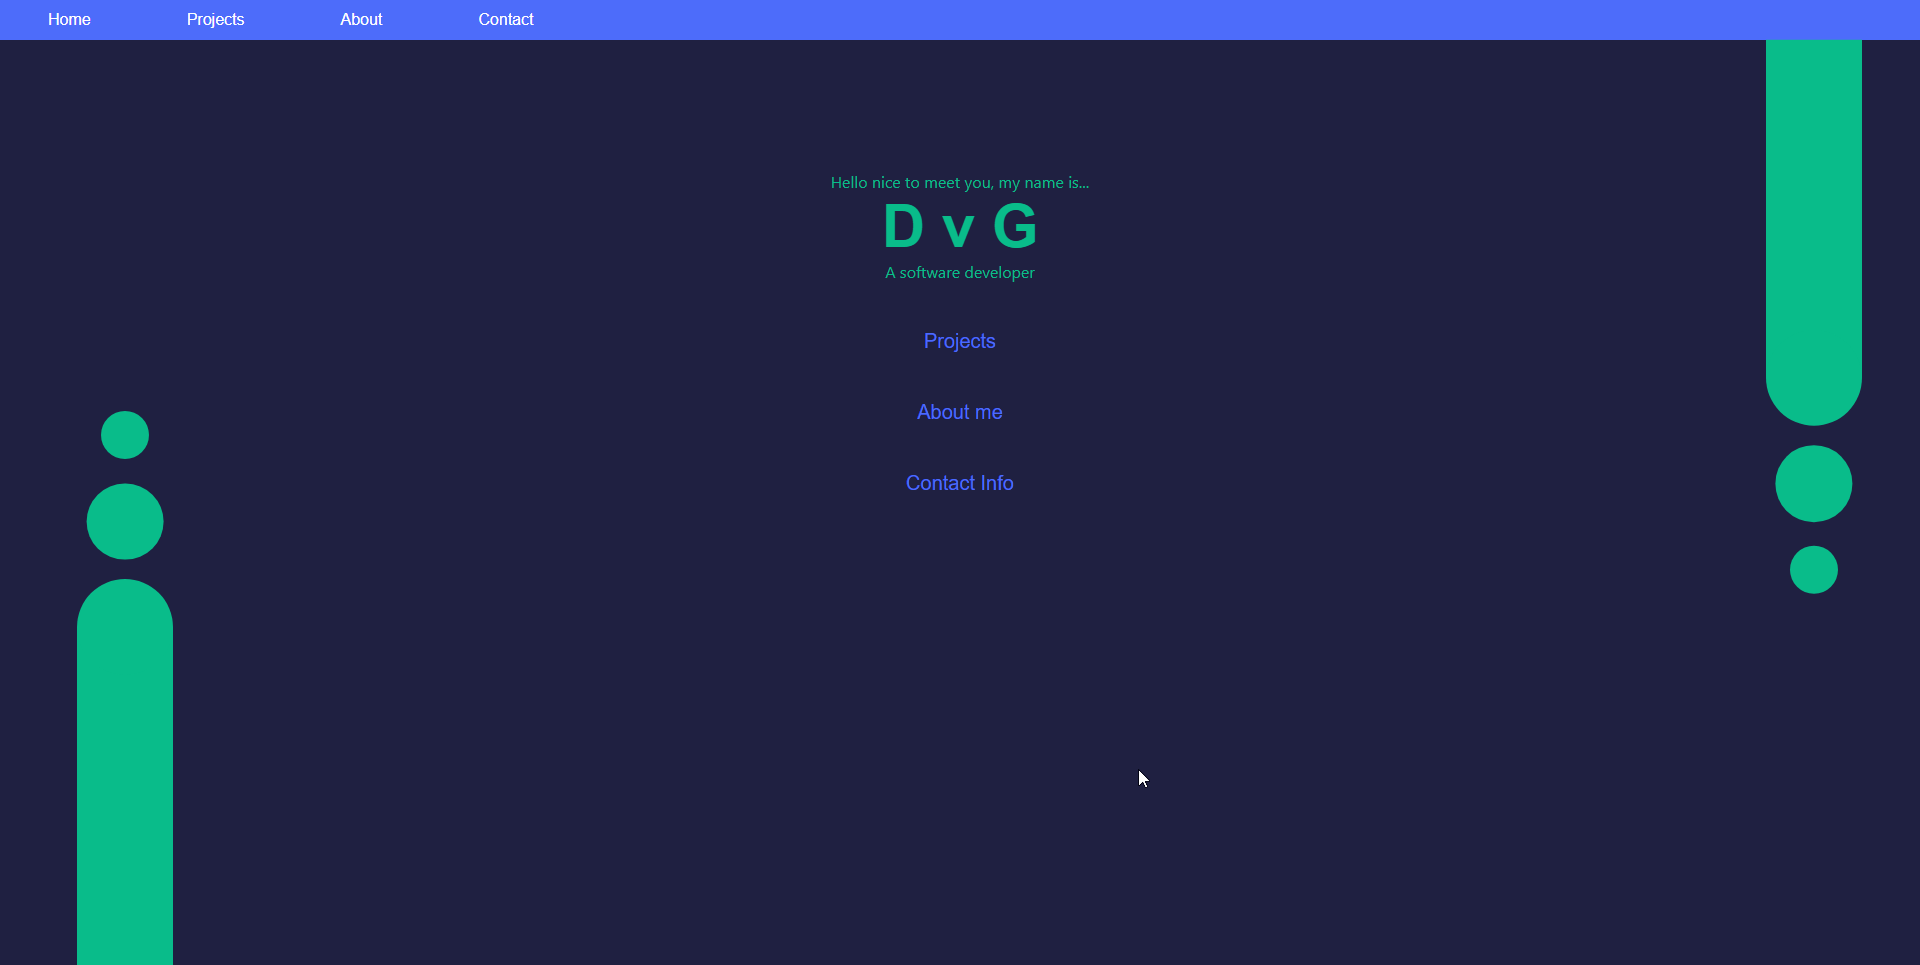 Home Projects About Contact
Hello nice to meet you, my name is...
D v G
A software developer
Projects
About me
Contact Info